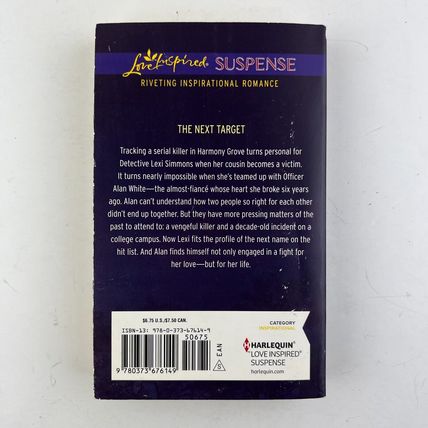 Love Inspired® SUSPENSE
RIVETING INSPIRATIONAL ROMANCE
THE NEXT TARGET
Tracking a serial killer in Harmony Grove turns personal for
Detective Lexi Simmons when her cousin becomes a victim.
It turns nearly impossible when she's teamed up with Officer
Alan White—the almost-fiancé whose heart she broke six years
ago. Alan can't understand how two people so right for each
other didn't end up together. But they have more pressing matters of the
past to attend to: a vengeful killer and a decade-old incident on a
college campus. Now Lexi fits the profile of the next name on the
hit list. And Alan finds himself not only engaged in a fight for
her love—but for her life.
$6.75 U.S./$7.50 CAN.
ISBN-13: 978-0-373-67614-9
50675
9 780373 676149
S EAN
CATEGORY
INSPIRATIONAL
HARLEQUIN®
LOVE INSPIRED®
SUSPENSE
harlequin.com